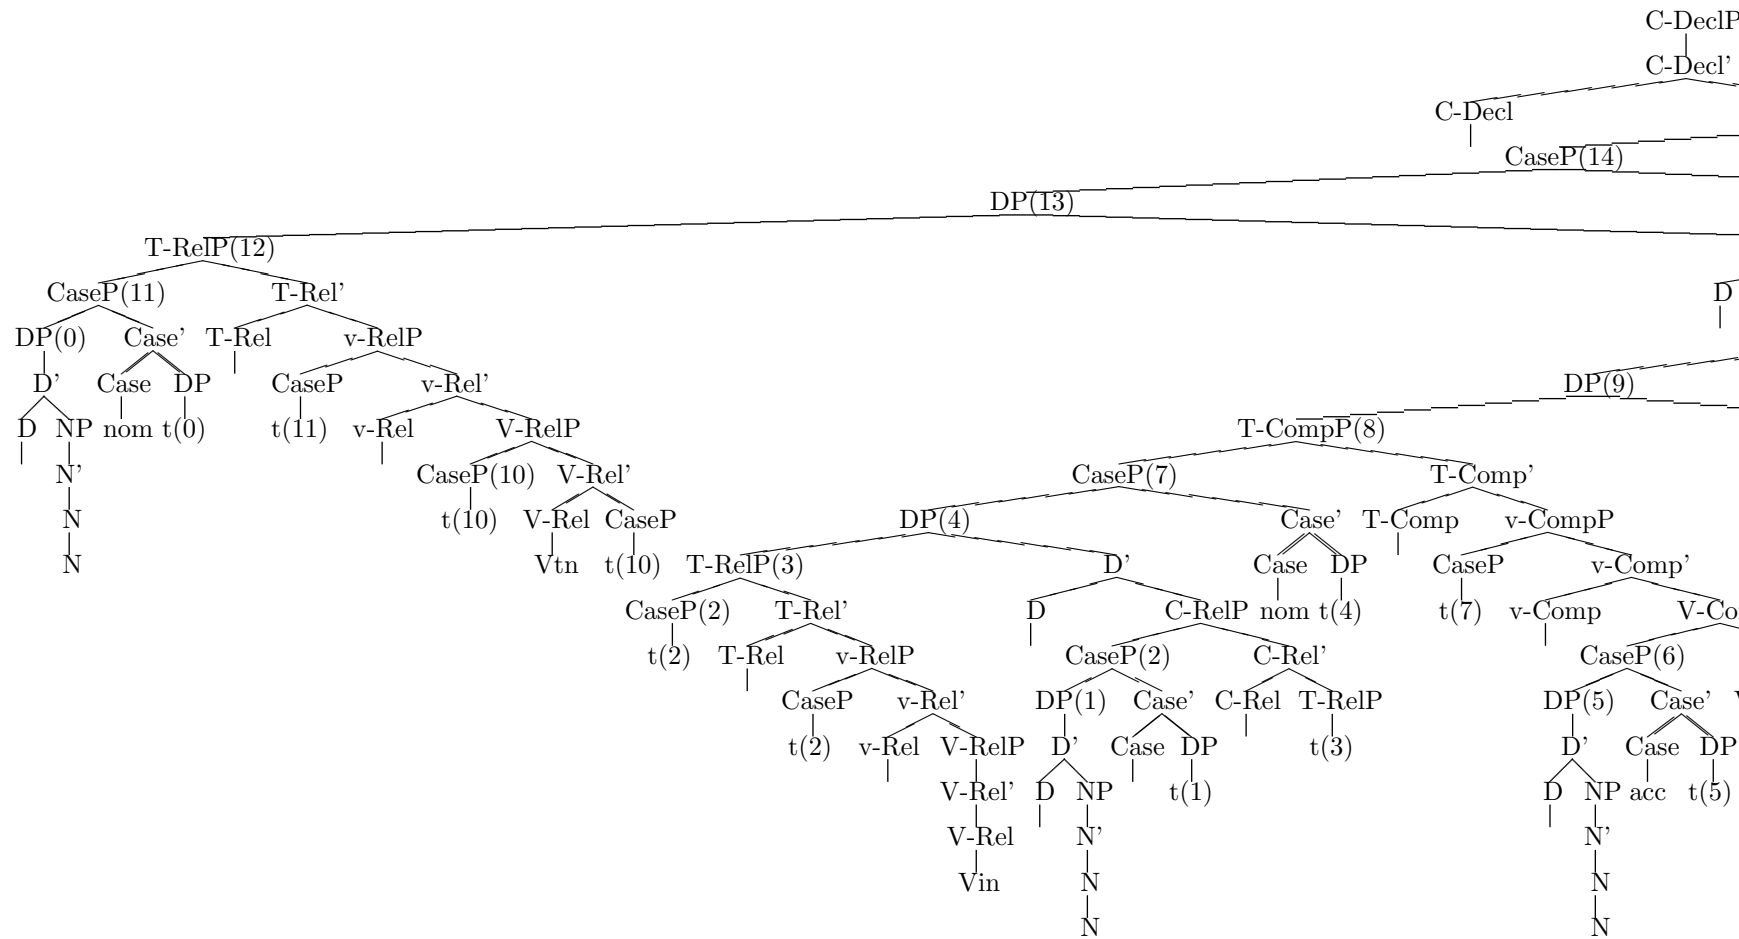 C-DeclP
C-Decl'
C-Decl
CaseP(14)
DP(13)
T-RelP(12)
CaseP(11) T-Rel' D
DP(0) Case' T-Rel v-RelP
D' Case DP CaseP v-Rel' DP(9)
D NP nom t(0) t(11) v-Rel V-RelP T-CompP(8)
N' CaseP(10) V-Rel' CaseP(7) T-Comp'
N t(10) V-Rel CaseP DP(4) Case' T-Comp v-CompP
N Vtn t(10) T-RelP(3) D' Case DP CaseP v-Comp'
CaseP(2) T-Rel' D C-RelP nom t(4) t(7) v-Comp
t(2) T-Rel v-RelP CaseP(2) C-Rel' CaseP(6)
CaseP v-Rel' DP(1) Case' C-Rel T-RelP DP(5) Case'
t(2) v-Rel V-RelP D' Case DP t(3) D' Case DP
V-Rel' D NP t(1) D NP acc t(5)
V-Rel N' N'
Vin N N
N N